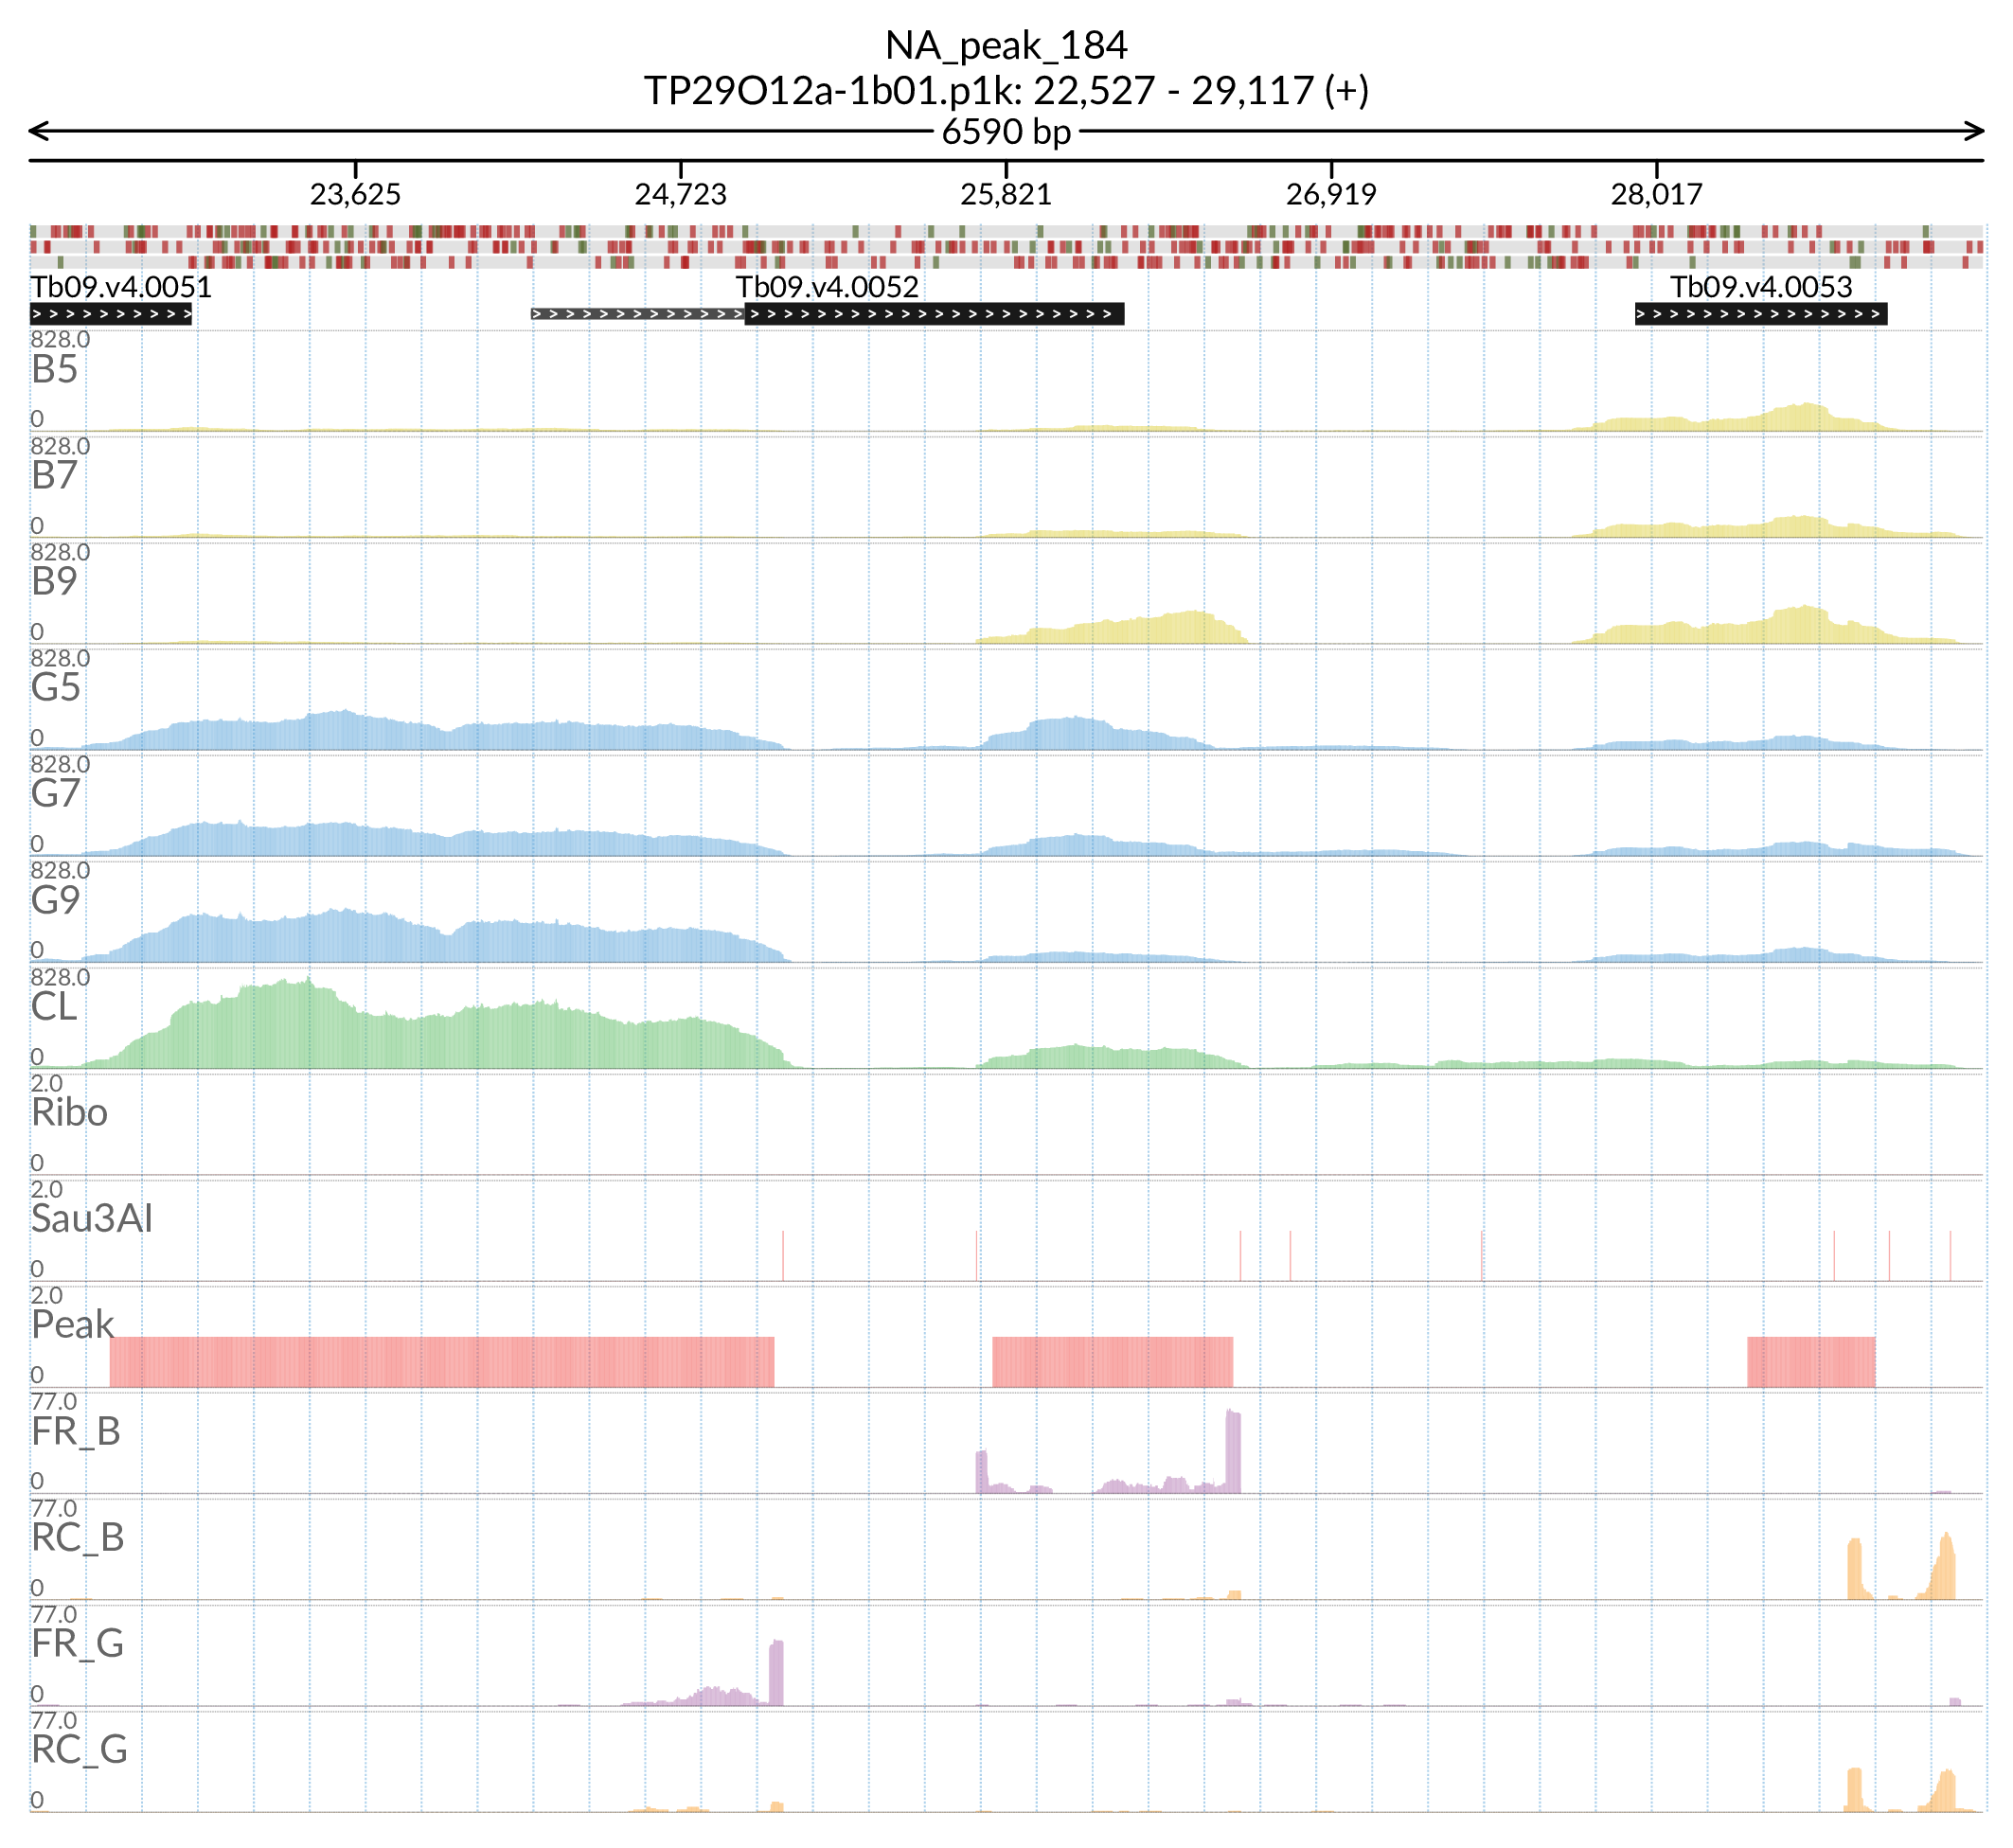 NA_peak_184
TP29O12a-1b01.p1k: 22,527 - 29,117 (+)
6590 bp
23,625 24,723 25,821 26,919 28,017
Tb09.v4.0051 Tb09.v4.0052 Tb09.v4.0053
828.0
B5
0
828.0
B7
0
828.0
B9
0
828.0
G5
0
828.0
G7
0
828.0
G9
0
828.0
CL
0
2.0
Ribo
0
2.0
Sau3AI
0
2.0
Peak
0
77.0
FR_B
0
77.0
RC_B
0
77.0
FR_G
0
77.0
RC_G
0